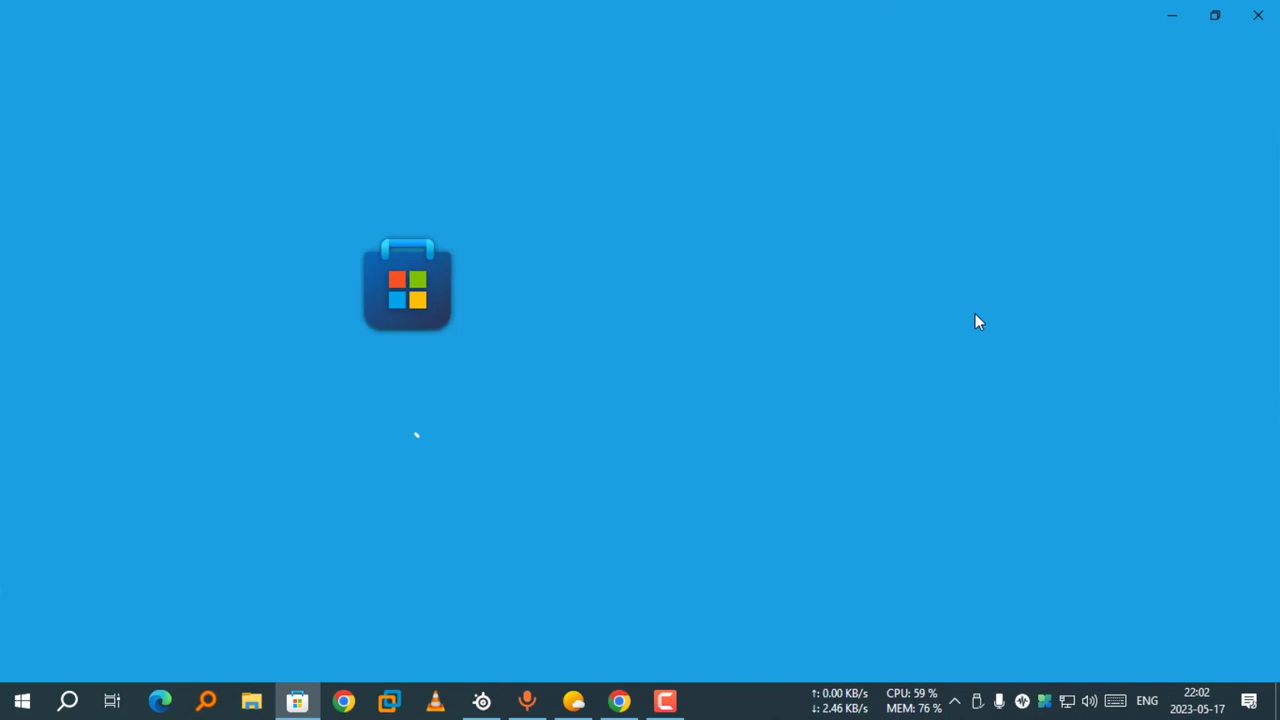 ↑: 0.00 KB/s
↓: 2.46 KB/s
CPU: 59 %
MEM: 76 %
ENG
22:02
2023-05-17